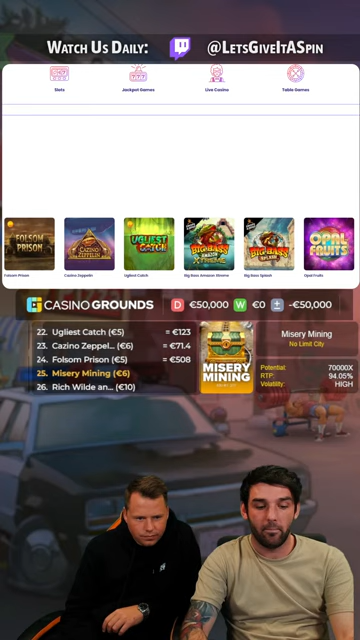 WATCH US DAILY: @LETSGIVEITASPIN
Slots Jackpot Games Live Casino Table Games
FOLSOM PRISON CAZINO ZEPPELIN UGLIEST CATCH BIG BASS AMAZON XTREME BIG BASS SPLASH OPAL FRUITS
Folsom Prison Cazino Zeppelin Ugliest Catch Big Bass Amazon Xtreme Big Bass Splash Opal Fruits
CASINO GROUNDS D €50,000 W €0 ± -€50,000
22. Ugliest Catch (€5) = €123
23. Cazino Zeppel... (€6) = €71.4
24. Folsom Prison (€5) = €508
25. Misery Mining (€6)
26. Rich Wilde an... (€10)
MISERY MINING
Misery Mining
No Limit City
Potential: 70000X
RTP: 94.05%
Volatility: HIGH